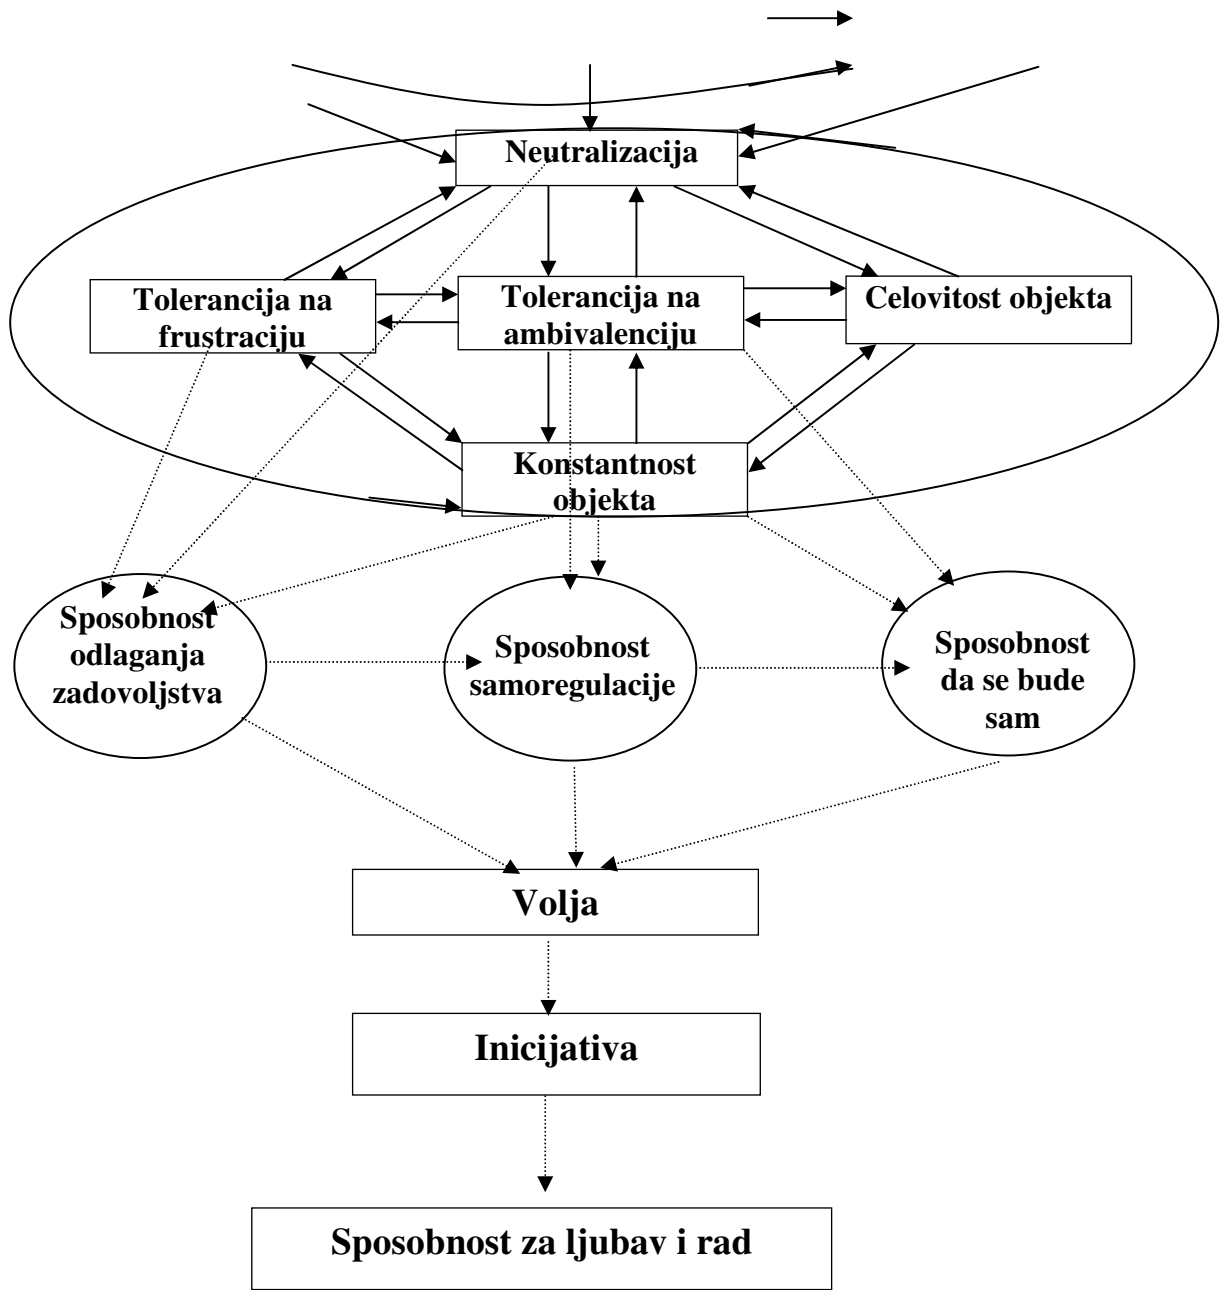 Neutralizacija
Tolerancija na
frustraciju
Tolerancija na
ambivalenciju
Celovitost objekta
Konstantnost
objekta
Sposobnost
odlaganja
zadovoljstva
Sposobnost
samoregulacije
Sposobnost
da se bude
sam
Volja
Inicijativa
Sposobnost za ljubav i rad